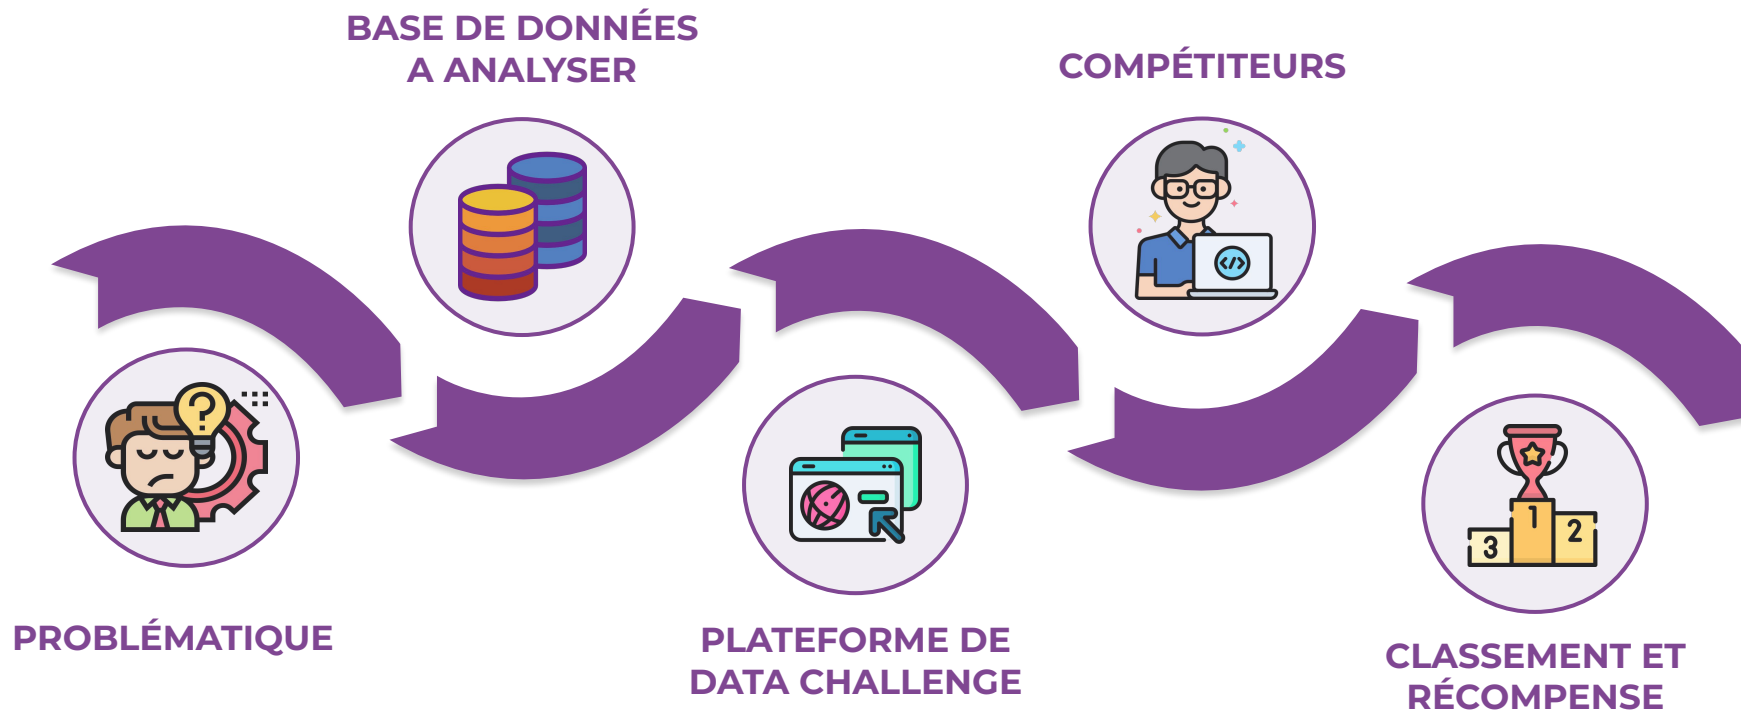 PROBLÉMATIQUE
BASE DE DONNÉES
A ANALYSER
PLATEFORME DE
DATA CHALLENGE
COMPÉTITEURS
</>
CLASSEMENT ET
RÉCOMPENSE
?
1
2
3